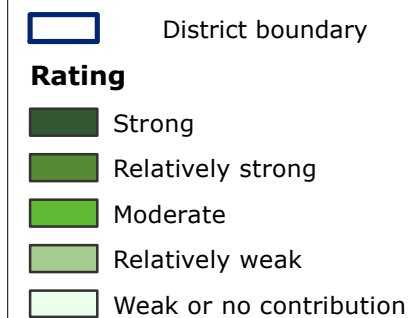 District boundary
Rating
Strong
Relatively strong
Moderate
Relatively weak
Weak or no contribution